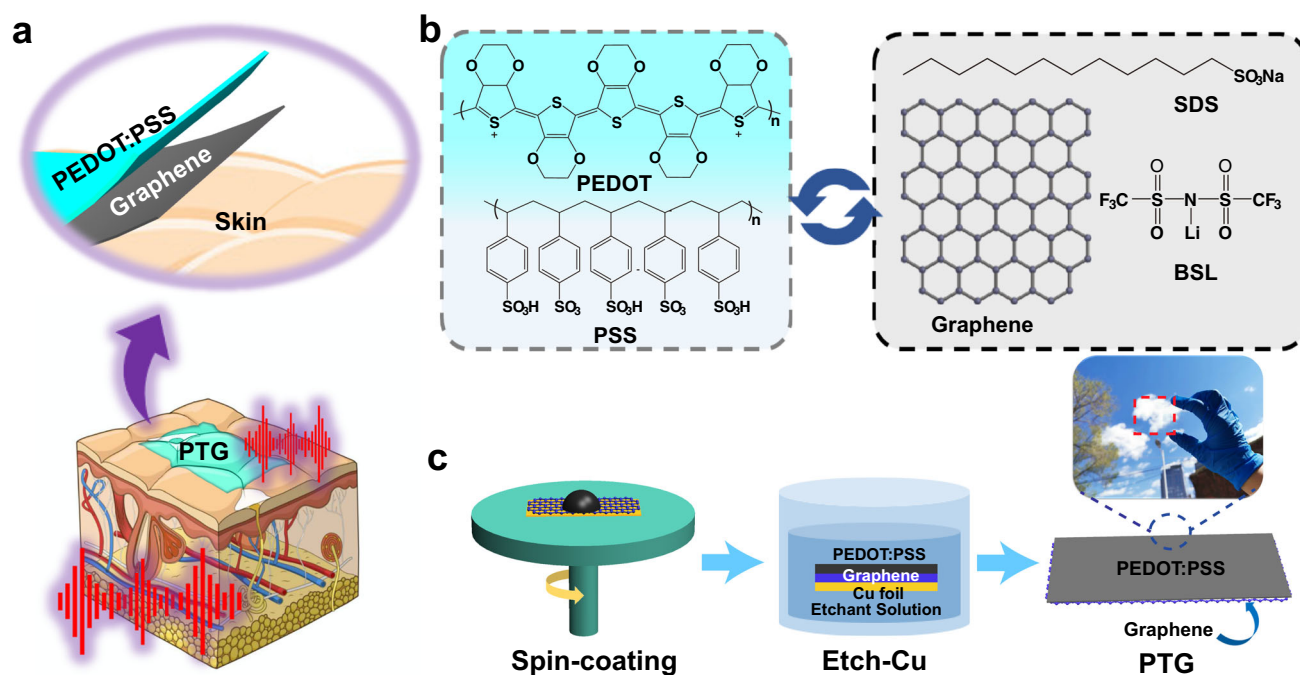 a
PEDOT:PSS
Graphene
Skin
PTG
b
O O O O O O
S S S S S
+ +
n
O O O O
PEDOT
n
-
SO₃H SO₃ SO₃H SO₃ SO₃H
PSS
SO₃Na
SDS
O O
F₃C S N S CF₃
O Li O
BSL
Graphene
c
PEDOT:PSS
Graphene
Cu foil
Etchant Solution
PEDOT:PSS
Graphene
Spin-coating
Etch-Cu
PTG